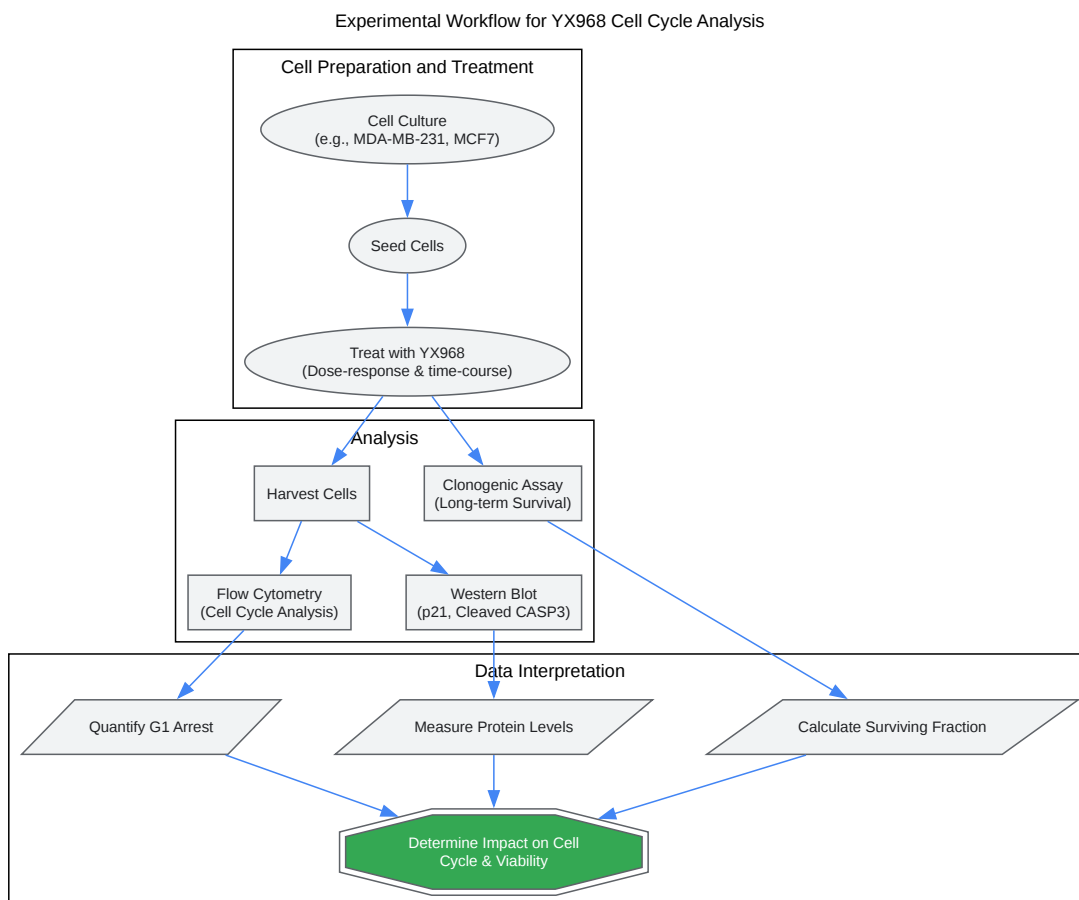 Experimental Workflow for YX968 Cell Cycle Analysis
Cell Preparation and Treatment
Cell Culture
(e.g., MDA-MB-231, MCF7)
Seed Cells
Treat with YX968
(Dose-response & time-course)
Analysis
Harvest Cells
Clonogenic Assay
(Long-term Survival)
Flow Cytometry
(Cell Cycle Analysis)
Western Blot
(p21, Cleaved CASP3)
Data Interpretation
Quantify G1 Arrest
Measure Protein Levels
Calculate Surviving Fraction
Determine Impact on Cell
Cycle & Viability